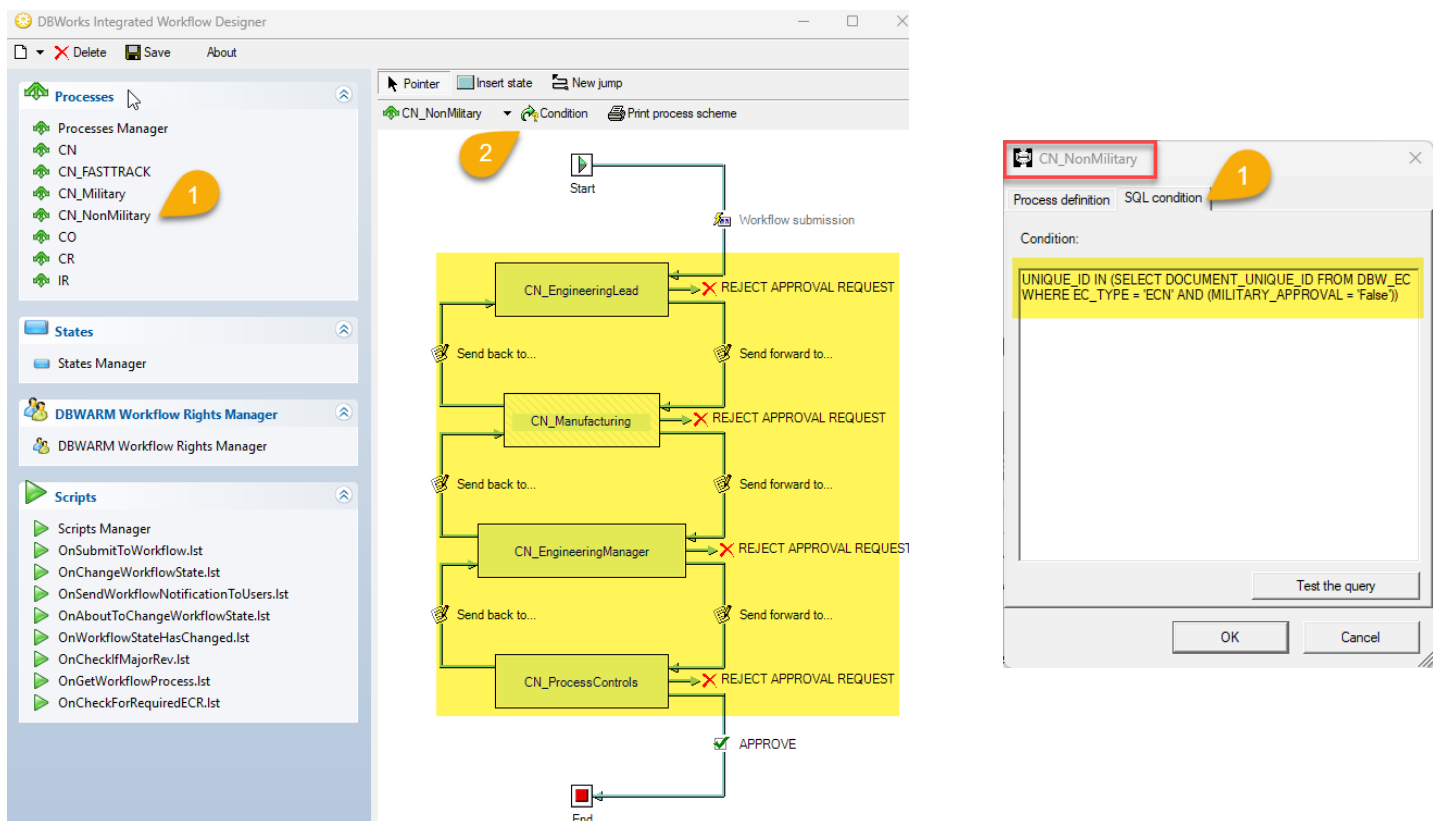 DBWorks Integrated Workflow Designer
Delete Save About
Processes
Processes Manager
CN
CN_FASTTRACK
CN_Military
CN_NonMilitary
CO
CR
IR
1
States
States Manager
DBWARM Workflow Rights Manager
DBWARM Workflow Rights Manager
Scripts
Scripts Manager
OnSubmitToWorkflow.lst
OnChangeWorkflowState.lst
OnSendWorkflowNotificationToUsers.lst
OnAboutToChangeWorkflowState.lst
OnWorkflowStateHasChanged.lst
OnCheckIfMajorRev.lst
OnGetWorkflowProcess.lst
OnCheckForRequiredECR.lst
Pointer Insert state New jump
CN_NonMilitary Condition Print process scheme
2
Start
Workflow submission
CN_EngineeringLead
REJECT APPROVAL REQUEST
Send back to... Send forward to...
CN_Manufacturing
REJECT APPROVAL REQUEST
Send back to... Send forward to...
CN_EngineeringManager
REJECT APPROVAL REQUEST
Send back to... Send forward to...
CN_ProcessControls
REJECT APPROVAL REQUEST
APPROVE
End
CN_NonMilitary
1
Process definition SQL condition
Condition:
UNIQUE_ID IN (SELECT DOCUMENT_UNIQUE_ID FROM DBW_EC
WHERE EC_TYPE = 'ECN' AND (MILITARY_APPROVAL = 'False'))
Test the query
OK Cancel